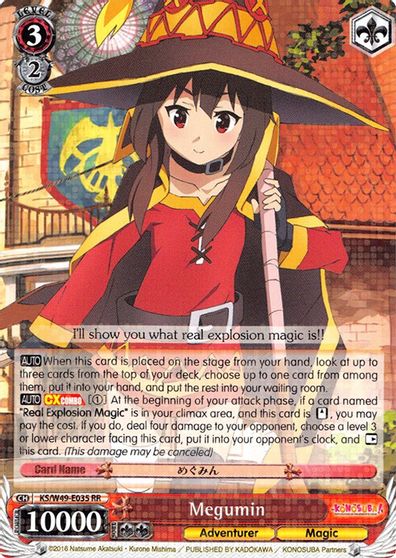 LEVEL
3
2
COST
I'll show you what real explosion magic is!!
AUTO When this card is placed on the stage from your hand, look at up to
three cards from the top of your deck, choose up to one card from among
them, put it into your hand, and put the rest into your waiting room.
AUTO CX COMBO [(1)] At the beginning of your attack phase, if a card named
"Real Explosion Magic" is in your climax area, and this card is, you may
pay the cost. If you do, deal four damage to your opponent, choose a level 3
or lower character facing this card, put it into your opponent's clock, and
this card. (This damage may be canceled)
Card Name めぐみん
CH KS/W49-E035 RR
Megumin
KONOSUBA!
10000
Adventurer Magic
©2016 Natsume Akatsuki・Kurone Mishima / PUBLISHED BY KADOKAWA / KONOSUBA Partners